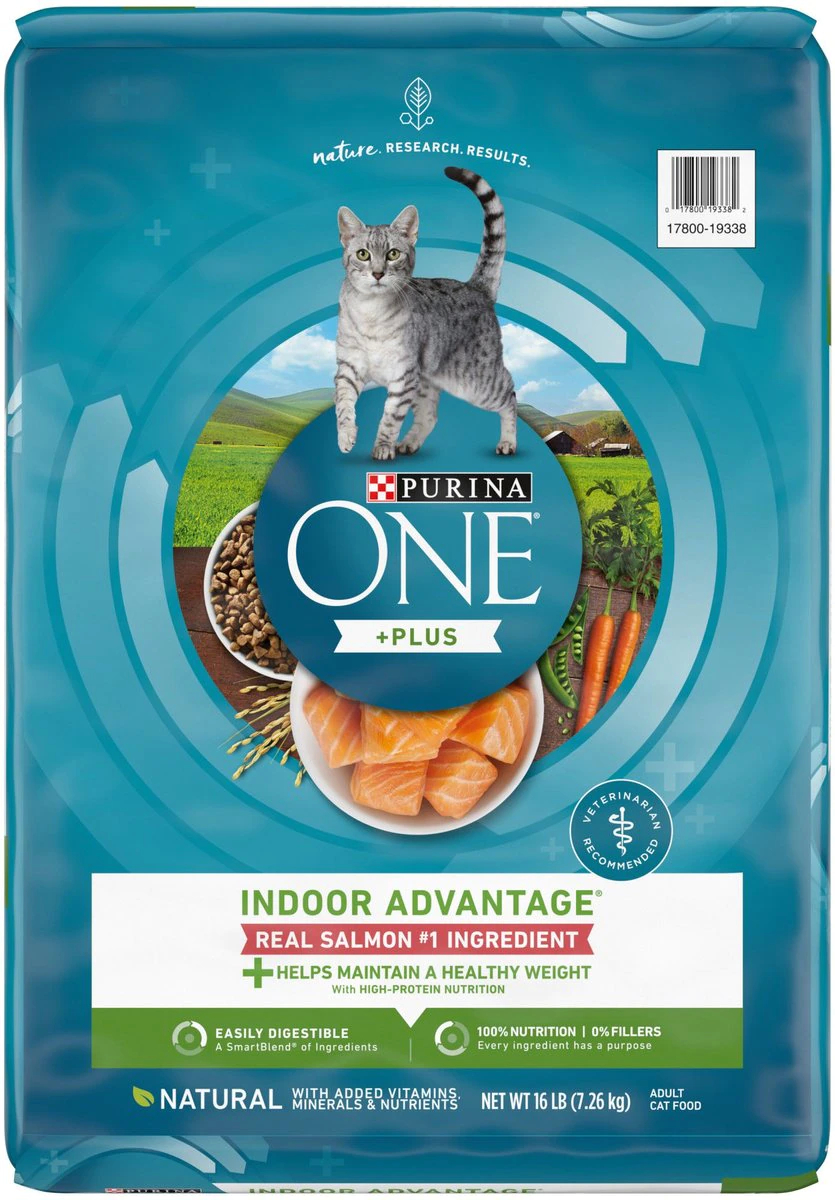 nature. RESEARCH. RESULTS.
0 17800 19338 2
17800-19338
PURINA
ONE®
+PLUS
VETERINARIAN
RECOMMENDED
INDOOR ADVANTAGE®
REAL SALMON #1 INGREDIENT
+HELPS MAINTAIN A HEALTHY WEIGHT
With HIGH-PROTEIN NUTRITION
EASILY DIGESTIBLE
A SmartBlend® of Ingredients
100% NUTRITION | 0% FILLERS
Every ingredient has a purpose
NATURAL WITH ADDED VITAMINS,
MINERALS & NUTRIENTS
NET WT 16 LB (7.26 kg)
ADULT
CAT FOOD
PURINA INDOOR ADVANTAGE®